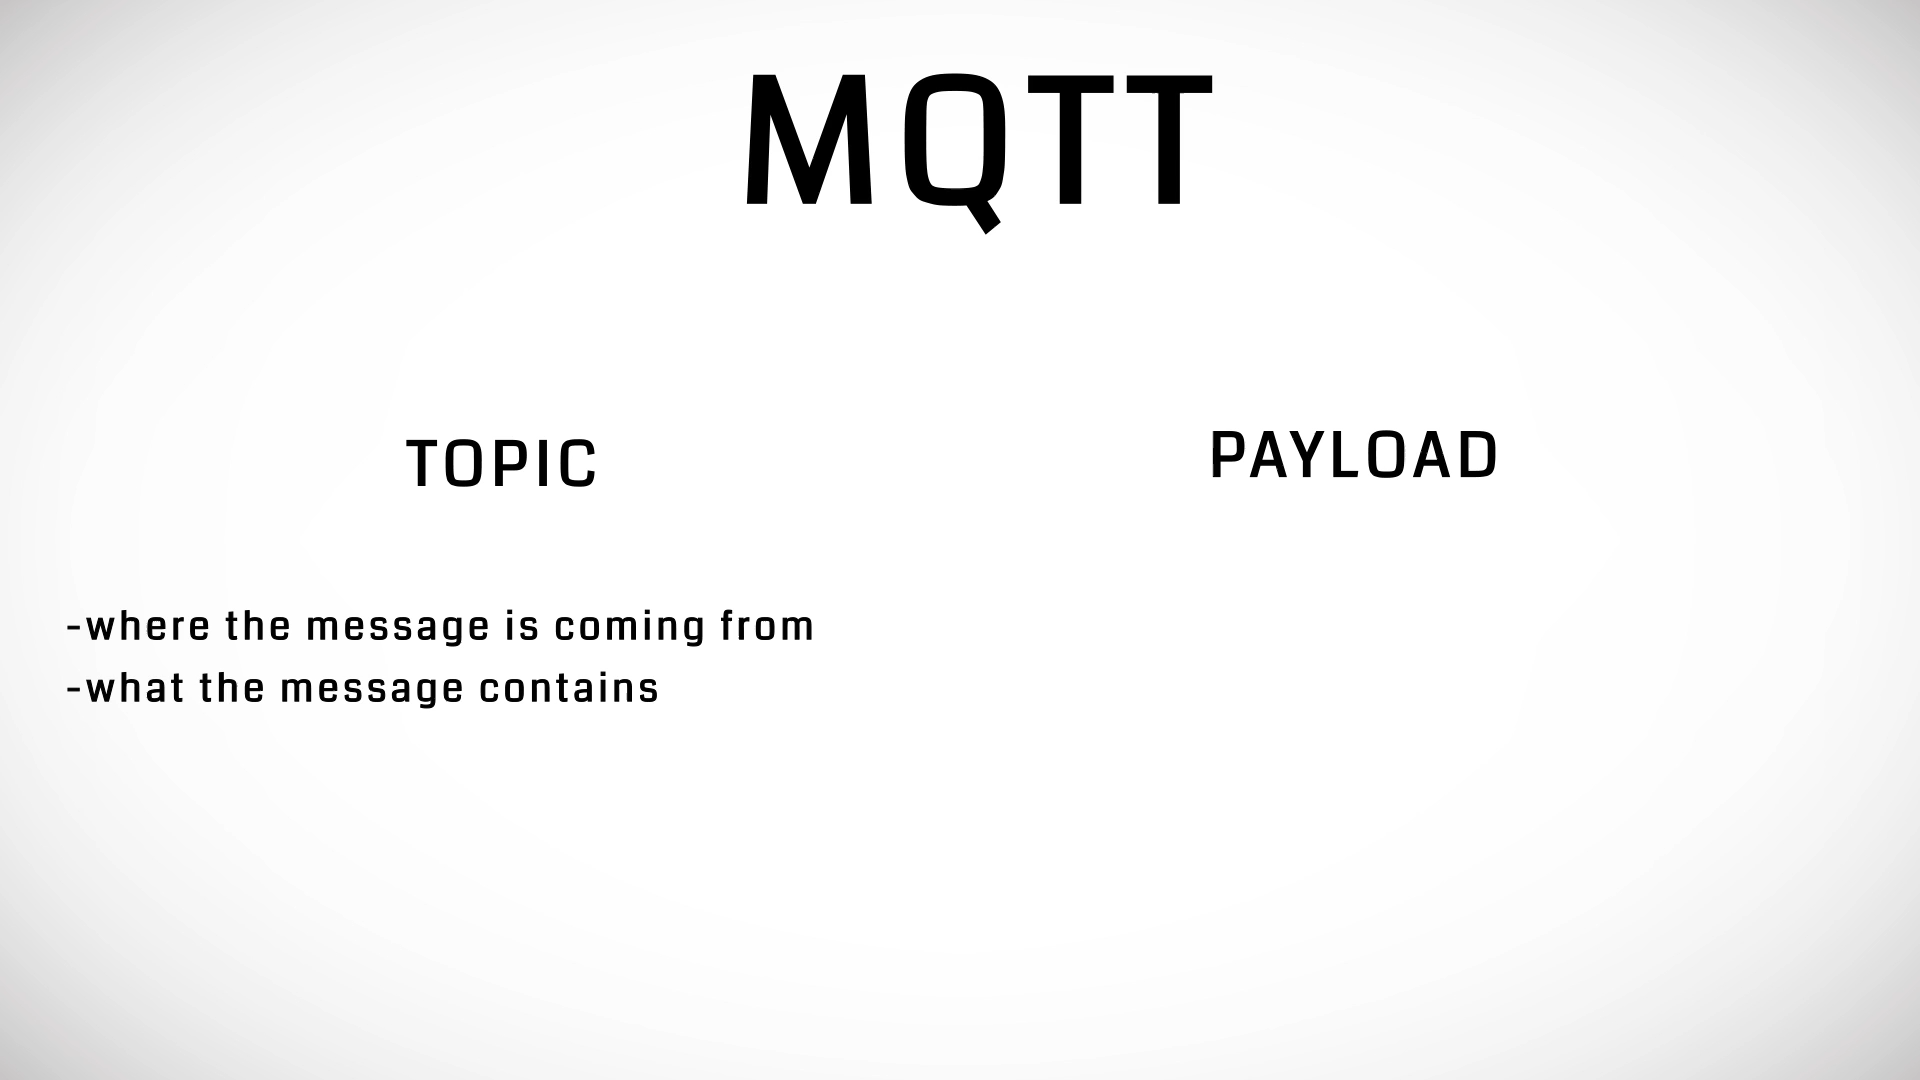 MQTT
TOPIC
PAYLOAD
-where the message is coming from
-what the message contains